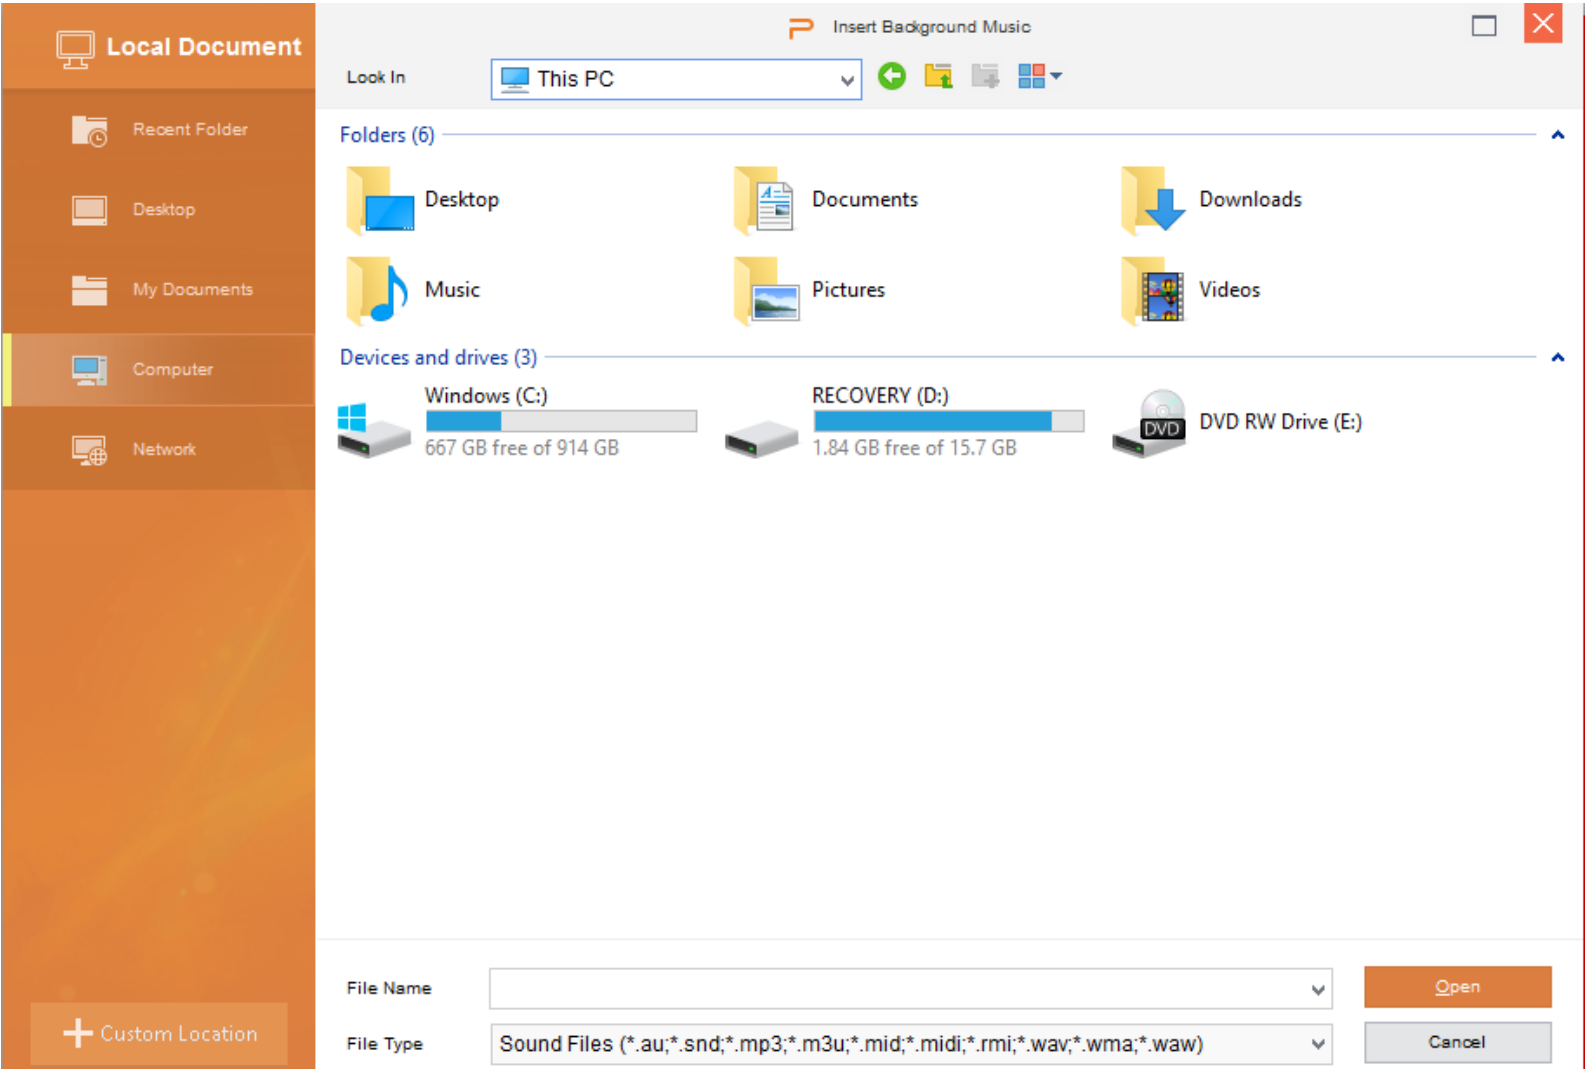 Local Document
Insert Background Music
Look In
This PC
Recent Folder
Desktop
My Documents
Computer
Network
Custom Location
Folders (6)
Desktop
Documents
Downloads
Music
Pictures
Videos
Devices and drives (3)
Windows (C:)
667 GB free of 914 GB
RECOVERY (D:)
1.84 GB free of 15.7 GB
DVD
DVD RW Drive (E:)
File Name
Open
File Type
Sound Files (*.au;*.snd;*.mp3;*.m3u;*.mid;*.midi;*.rmi;*.wav;*.wma;*.waw)
Cancel